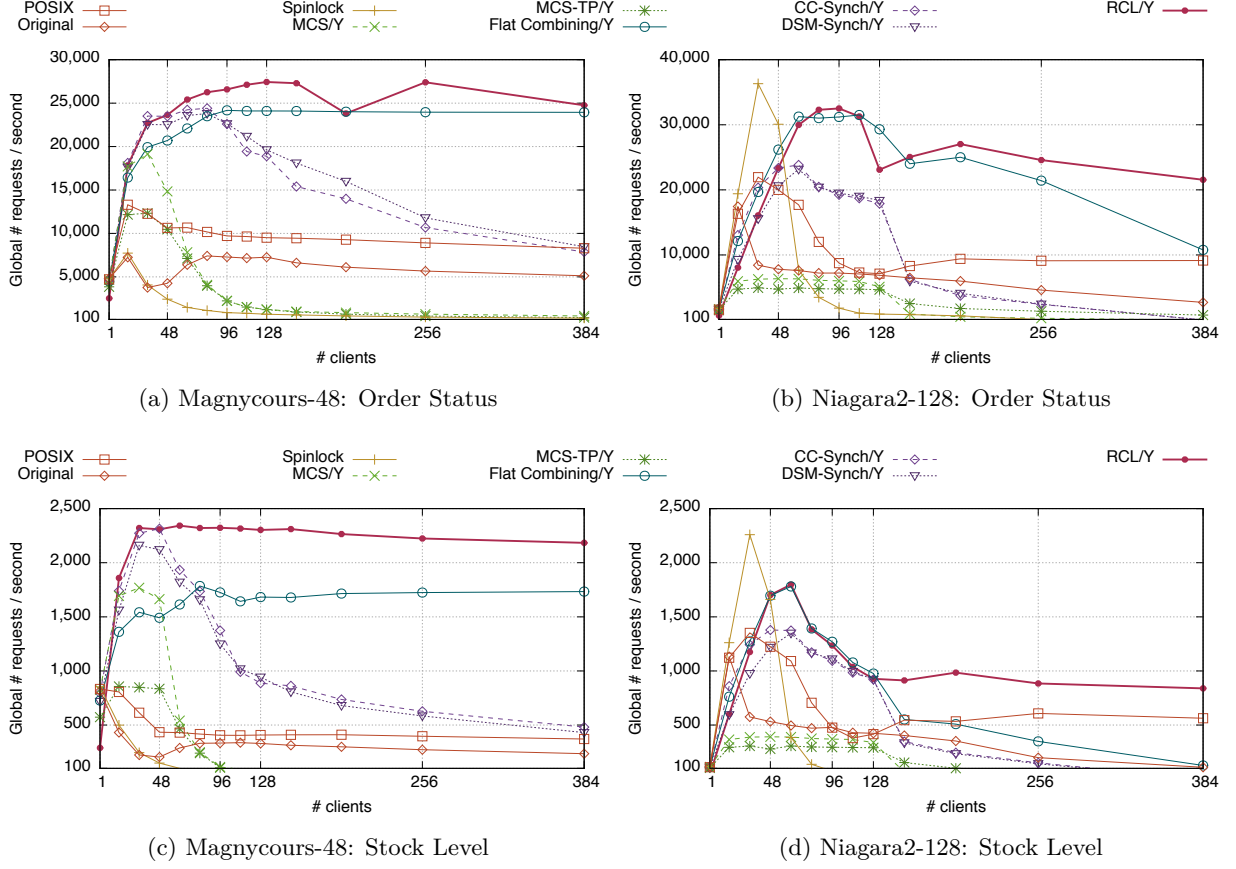 POSIX Spinlock MCS-TP/Y CC-Synch/Y RCL/Y
Original MCS/Y Flat Combining/Y DSM-Synch/Y
30,000
25,000
20,000
15,000
10,000
5,000
100
Global # requests / second
1 48 96 128 256 384
# clients
(a) Magnycours-48: Order Status
40,000
30,000
20,000
10,000
100
Global # requests / second
1 48 96 128 256 384
# clients
(b) Niagara2-128: Order Status
POSIX Spinlock MCS-TP/Y CC-Synch/Y RCL/Y
Original MCS/Y Flat Combining/Y DSM-Synch/Y
2,500
2,000
1,500
1,000
500
100
Global # requests / second
1 48 96 128 256 384
# clients
(c) Magnycours-48: Stock Level
2,500
2,000
1,500
1,000
500
100
Global # requests / second
1 48 96 128 256 384
# clients
(d) Niagara2-128: Stock Level